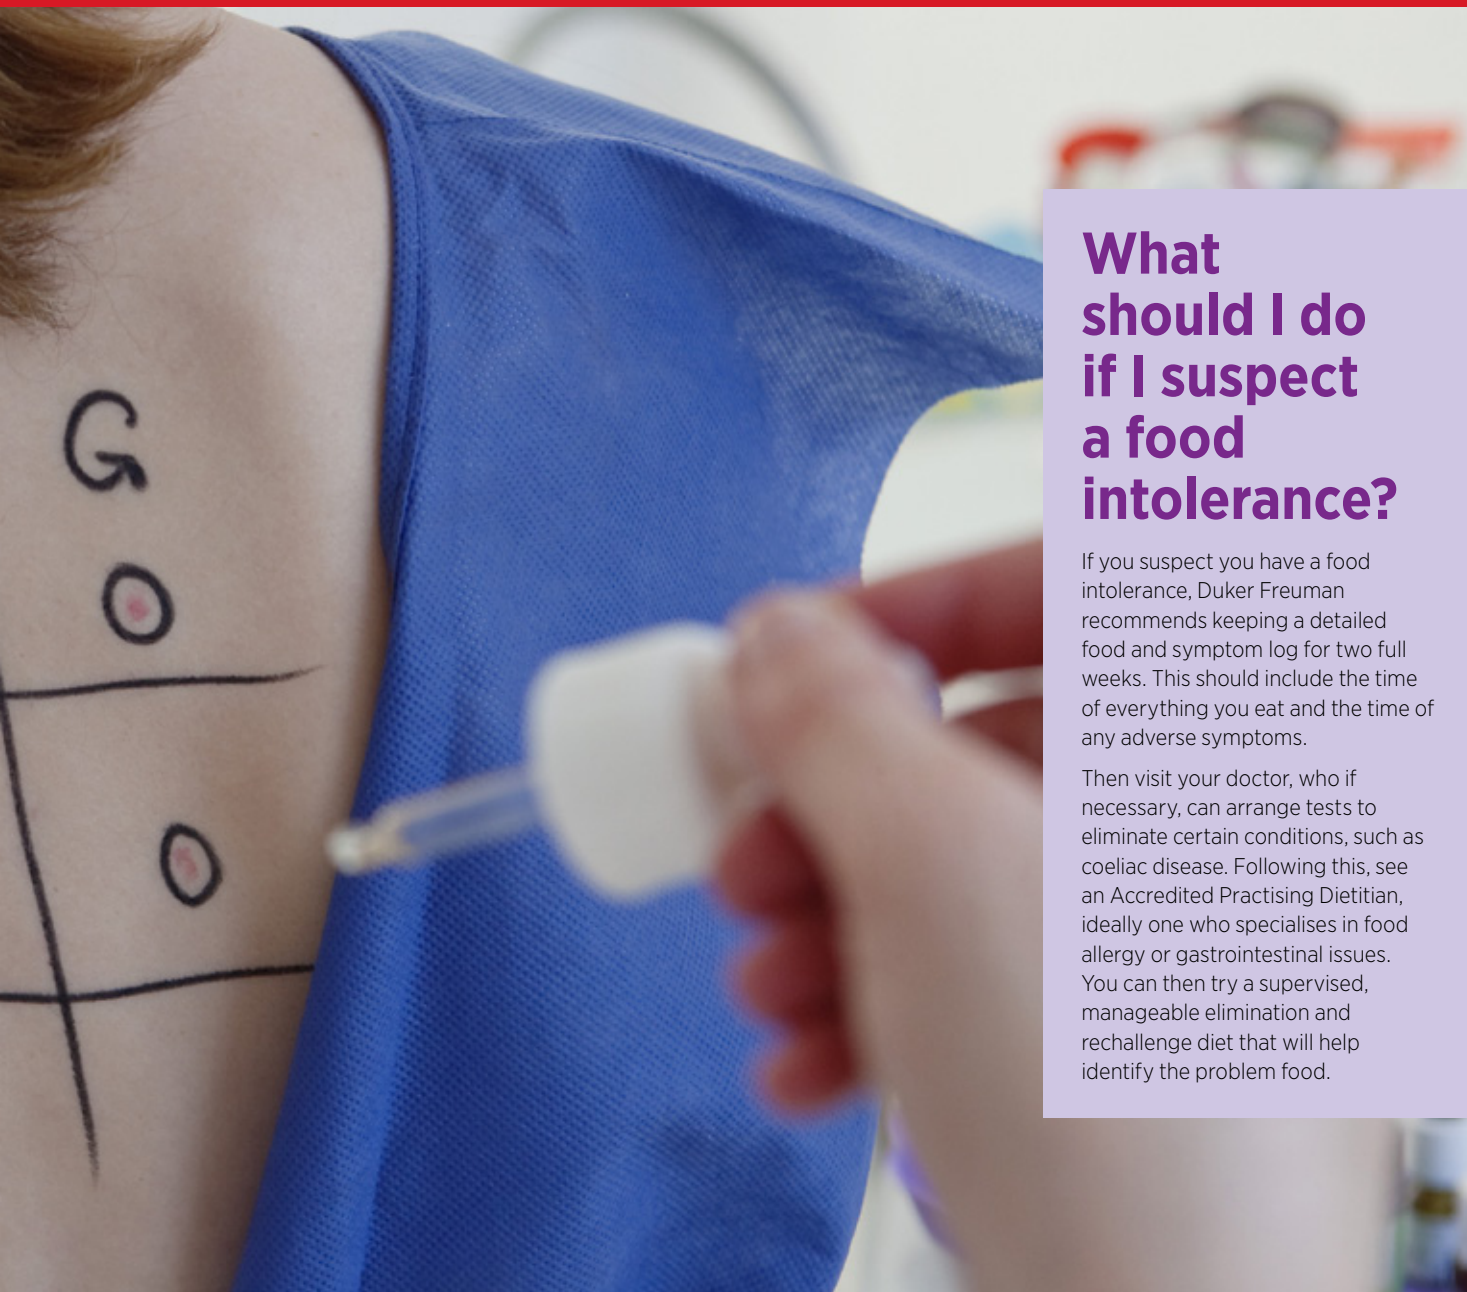 G
What
should I do
if I suspect
a food
intolerance?
If you suspect you have a food
intolerance, Duker Freuman
recommends keeping a detailed
food and symptom log for two full
weeks. This should include the time
of everything you eat and the time of
any adverse symptoms.
Then visit your doctor, who if
necessary, can arrange tests to
eliminate certain conditions, such as
coeliac disease. Following this, see
an Accredited Practising Dietitian,
ideally one who specialises in food
allergy or gastrointestinal issues.
You can then try a supervised,
manageable elimination and
rechallenge diet that will help
identify the problem food.